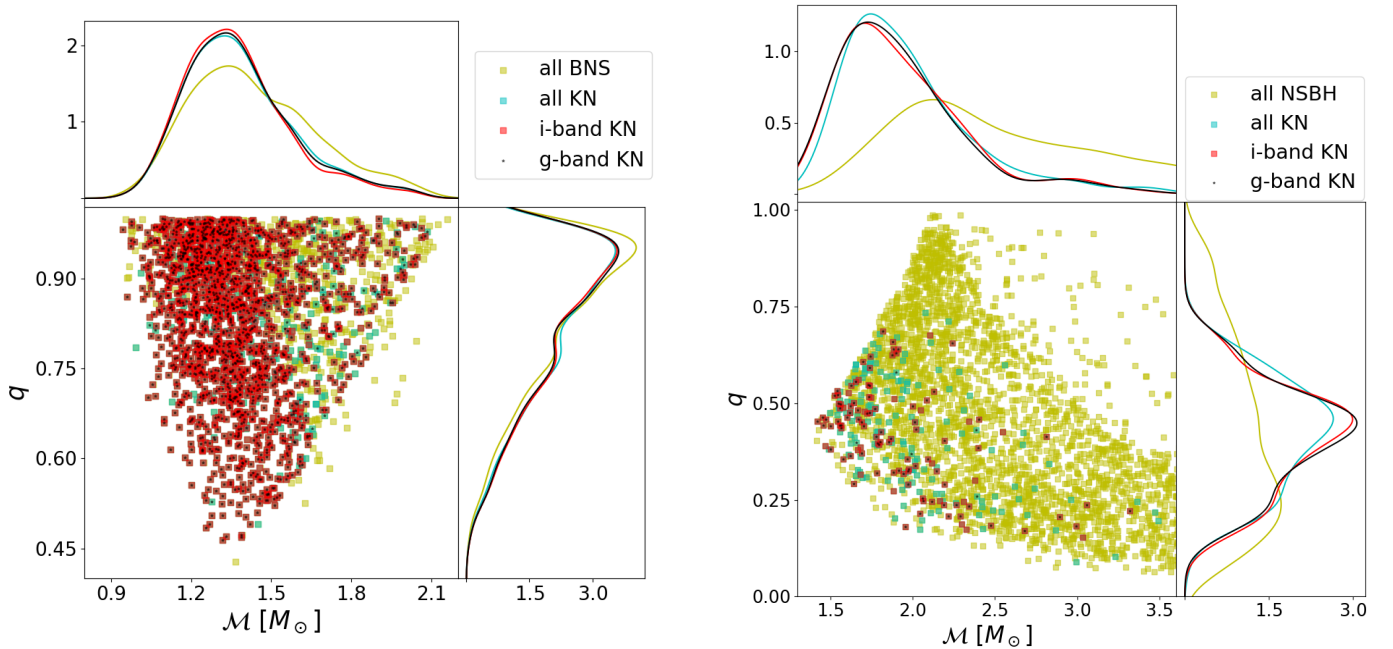 2
1
all BNS
all KN
i-band KN
g-band KN
0.90
0.75
0.60
0.45
q
0.9 1.2 1.5 1.8 2.1
1.5 3.0
ℳ [M⊙]
1.0
0.5
all NSBH
all KN
i-band KN
g-band KN
1.00
0.75
0.50
0.25
0.00
q
1.5 2.0 2.5 3.0 3.5
1.5 3.0
ℳ [M⊙]